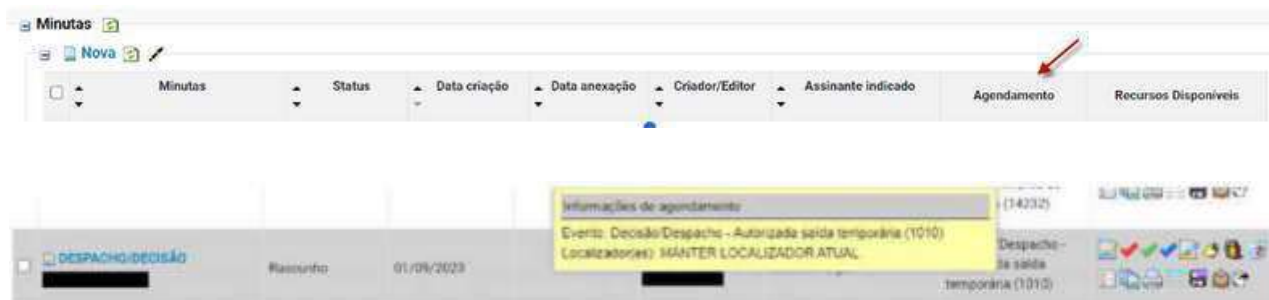 Minutas
Nova
Minutas Status Data criação Data anexação Criador/Editor Assinante indicado Agendamento Recursos Disponíveis
Informações de agendamento
(14232)
Evento: Decisão/Despacho - Autorizada saída temporária (1010)
Localizador(es): MANTER LOCALIZADOR ATUAL
DESPACHO/DECISÃO
Rascunho
01/09/2023
Despacho -
saída
temporária (1010)